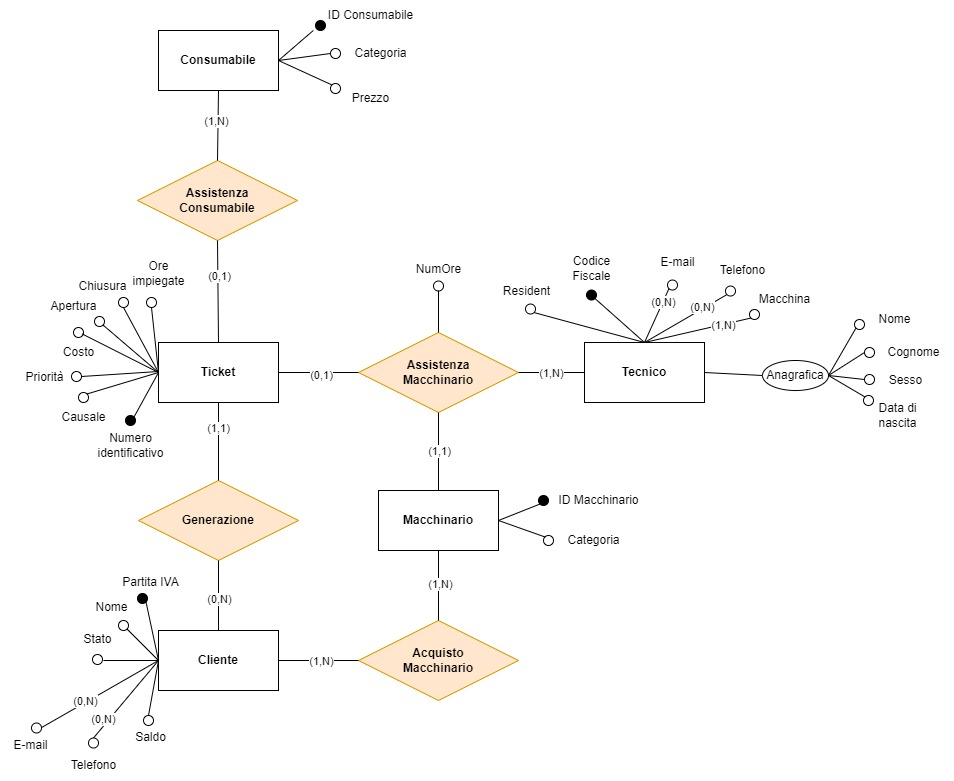 ID Consumabile
Consumabile
Categoria
Prezzo
(1,N)
Assistenza
Consumabile
(0,1)
Ore
impiegate
Chiusura
Apertura
Costo
Priorità
Causale
Numero
identificativo
Ticket
(0,1)
NumOre
Assistenza
Macchinario
(1,N)
Resident
Codice
Fiscale
E-mail
(0,N)
Telefono
(0,N)
Macchina
(1,N)
Tecnico
Anagrafica
Nome
Cognome
Sesso
Data di
nascita
(1,1)
(1,1)
Generazione
Macchinario
ID Macchinario
Categoria
(0,N)
(1,N)
Partita IVA
Nome
Stato
Cliente
(1,N)
Acquisto
Macchinario
(0,N)
(0,N)
E-mail
Telefono
Saldo